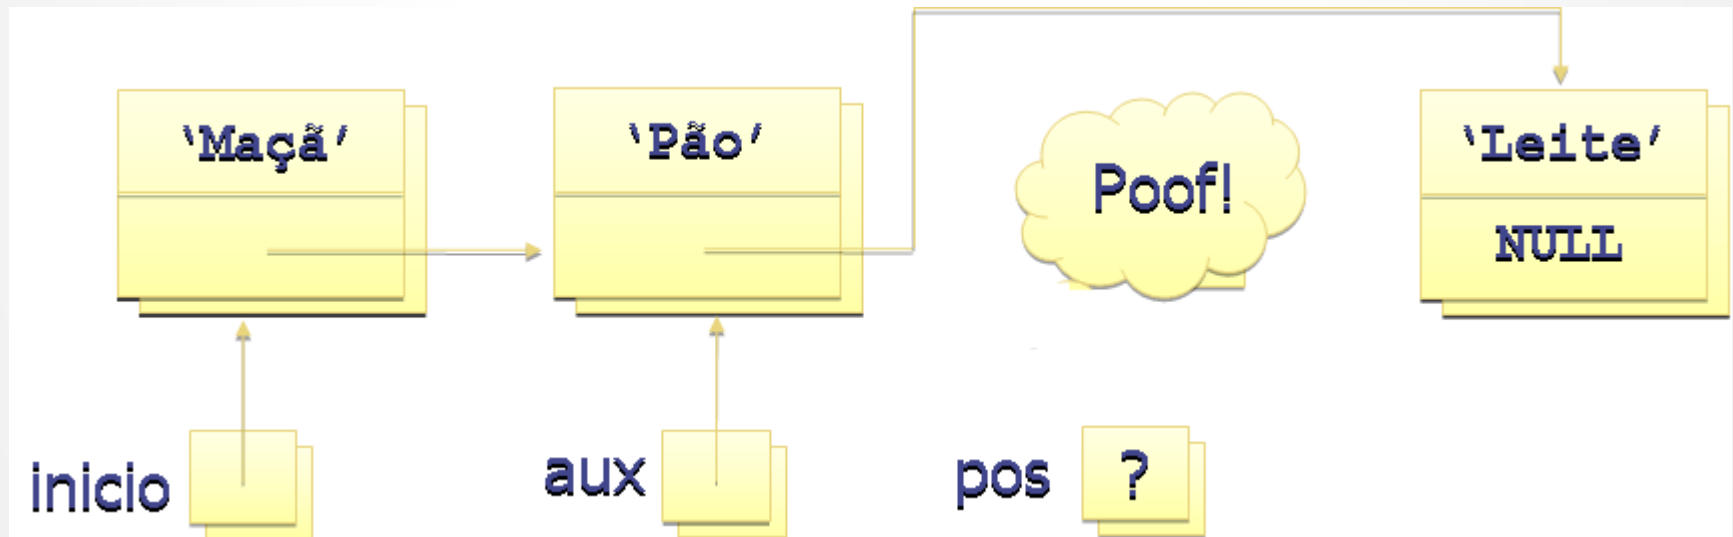 ‘Maçã’
‘Pão’
Poof!
‘Leite’
NULL
inicio
aux
pos
?